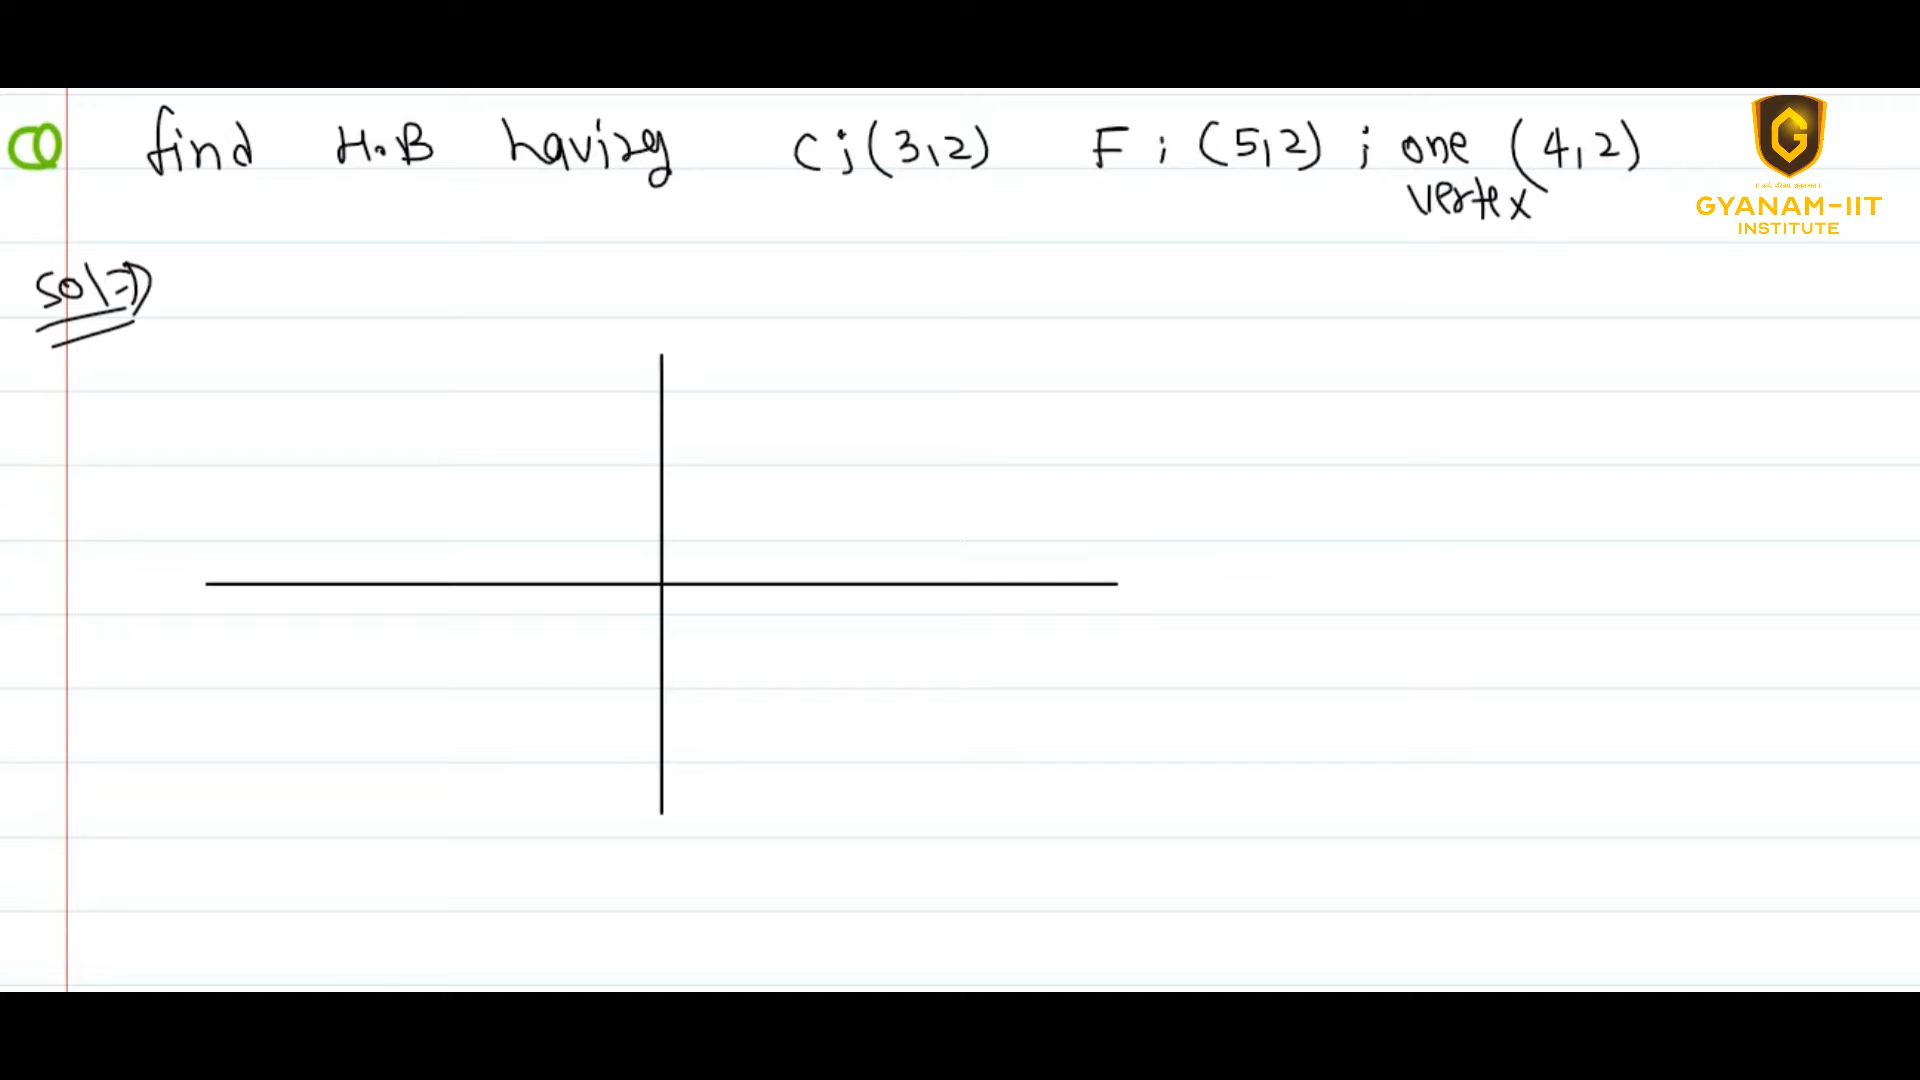 Q find H.B having C;(3,2) F;(5,2); one (4,2)
vertex
Sol⇒
GYANAM-IIT
INSTITUTE